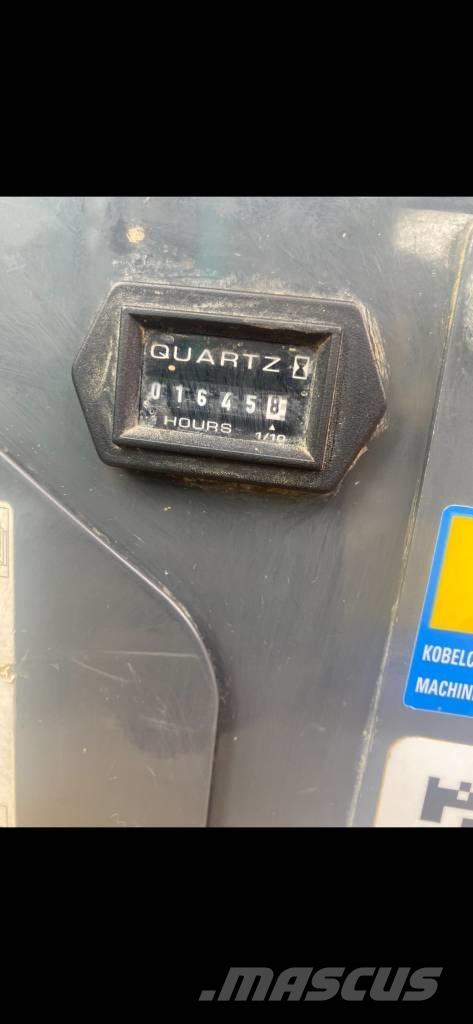 QUARTZ
016458
HOURS 1/10
KOBELC
MACHIN
MASCUS